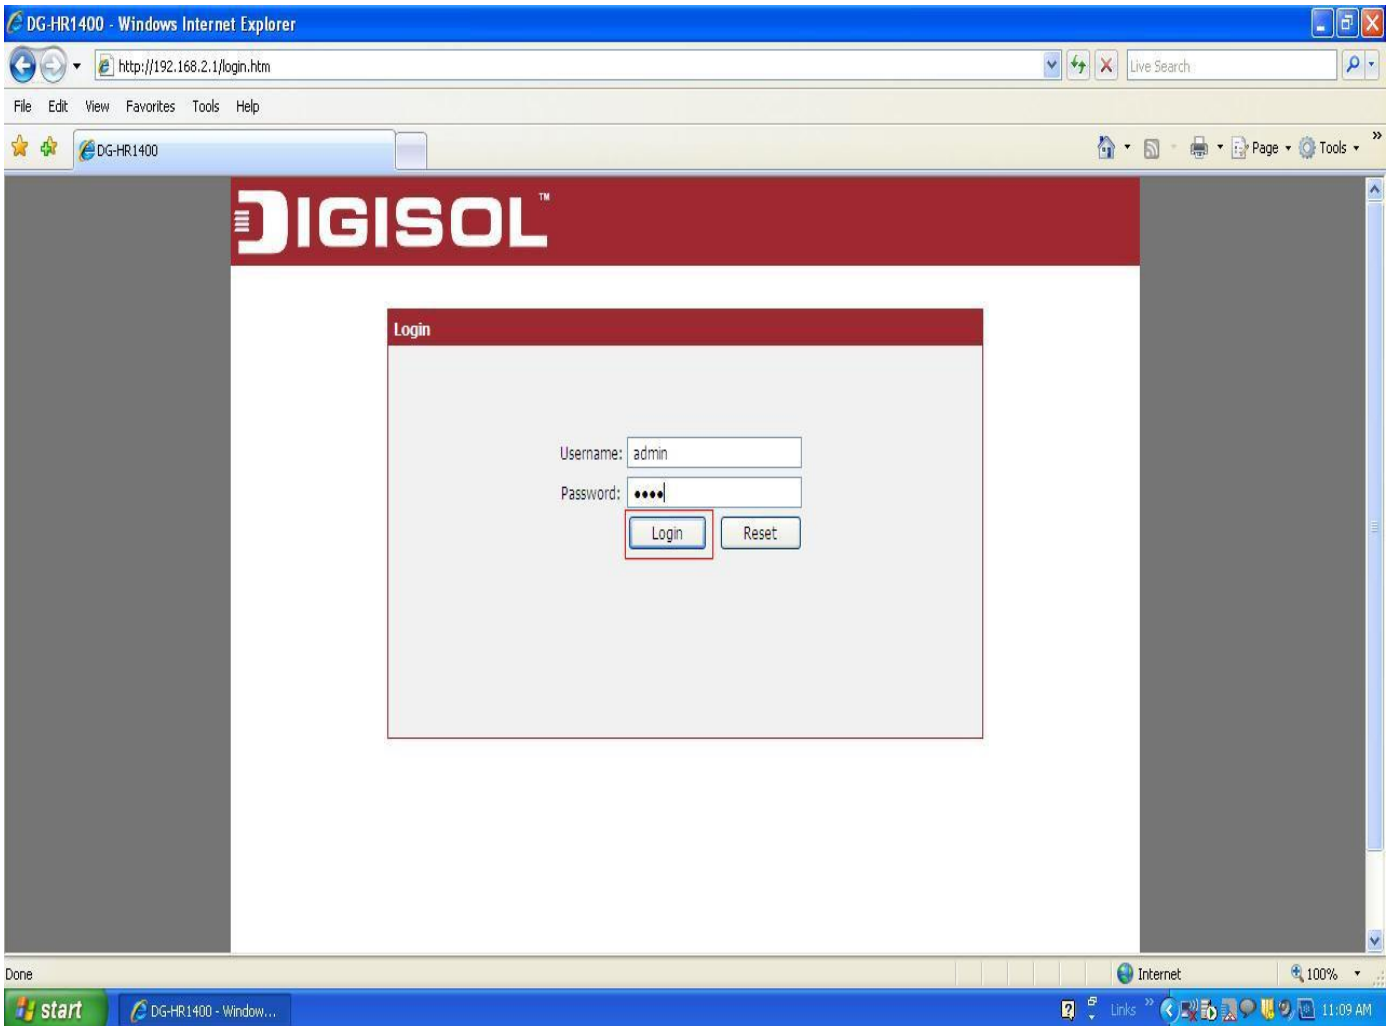 DG-HR1400 - Windows Internet Explorer
http://192.168.2.1/login.htm
Live Search
File Edit View Favorites Tools Help
DG-HR1400
Page Tools »
DIGISOL™
Login
Username: admin
Password: ••••
Login Reset
Done
Internet
100%
start
DG-HR1400 - Window...
Links »
11:09 AM